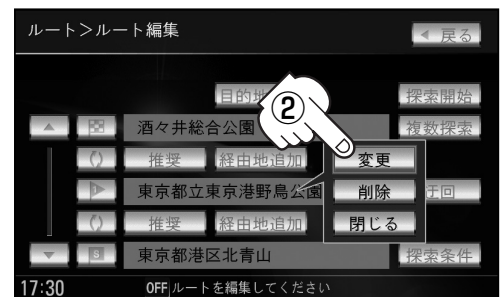 ルート＞ルート編集
◀ 戻る
目的地
探索開始
②
酒々井総合公園
複数探索
推奨 経由地追加
変更
東京都立東京港野鳥公園
削除
迂回
推奨 経由地追加
閉じる
S 東京都港区北青山
探索条件
17:30 OFF ルートを編集してください